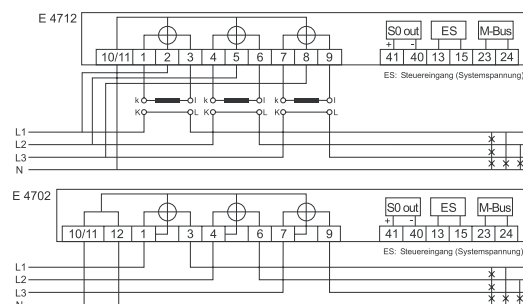 E 4712
S0 out ES M-Bus
+ -
10/11 1 2 3 4 5 6 7 8 9 41 40 13 15 23 24
ES: Steuereingang (Systemspannung)
k l k l k l
K L K L K L
L1
L2
L3
N
E 4702
S0 out ES M-Bus
+ -
10/11 12 1 3 4 6 7 9 41 40 13 15 23 24
ES: Steuereingang (Systemspannung)
L1
L2
L3
N